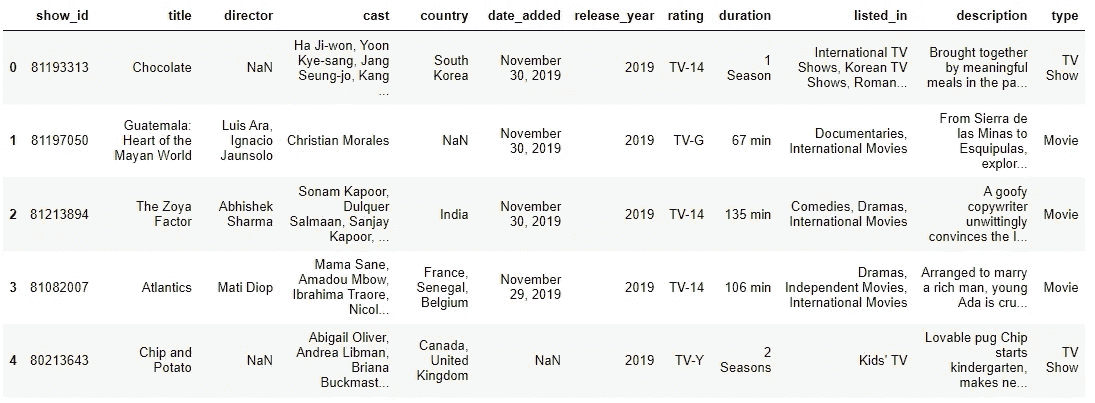 show_id title director cast country date_added release_year rating duration listed_in description type
0 81193313 Chocolate NaN Ha Ji-won, Yoon Kye-sang, Jang Seung-jo, Kang ... South Korea November 30, 2019 2019 TV-14 1 Season International TV Shows, Korean TV Shows, Roman... Brought together by meaningful meals in the pa... TV Show
1 81197050 Guatemala: Heart of the Mayan World Luis Ara, Ignacio Jaunsolo Christian Morales NaN November 30, 2019 2019 TV-G 67 min Documentaries, International Movies From Sierra de las Minas to Esquipulas, explor... Movie
2 81213894 The Zoya Factor Abhishek Sharma Sonam Kapoor, Dulquer Salmaan, Sanjay Kapoor, ... India November 30, 2019 2019 TV-14 135 min Comedies, Dramas, International Movies A goofy copywriter unwittingly convinces the I... Movie
3 81082007 Atlantics Mati Diop Mama Sane, Amadou Mbow, Ibrahima Traore, Nicol... France, Senegal, Belgium November 29, 2019 2019 TV-14 106 min Dramas, Independent Movies, International Movies Arranged to marry a rich man, young Ada is cru... Movie
4 80213643 Chip and Potato NaN Abigail Oliver, Andrea Libman, Briana Buckmast... Canada, United Kingdom NaN 2019 TV-Y 2 Seasons Kids' TV Lovable pug Chip starts kindergarten, makes ne... TV Show